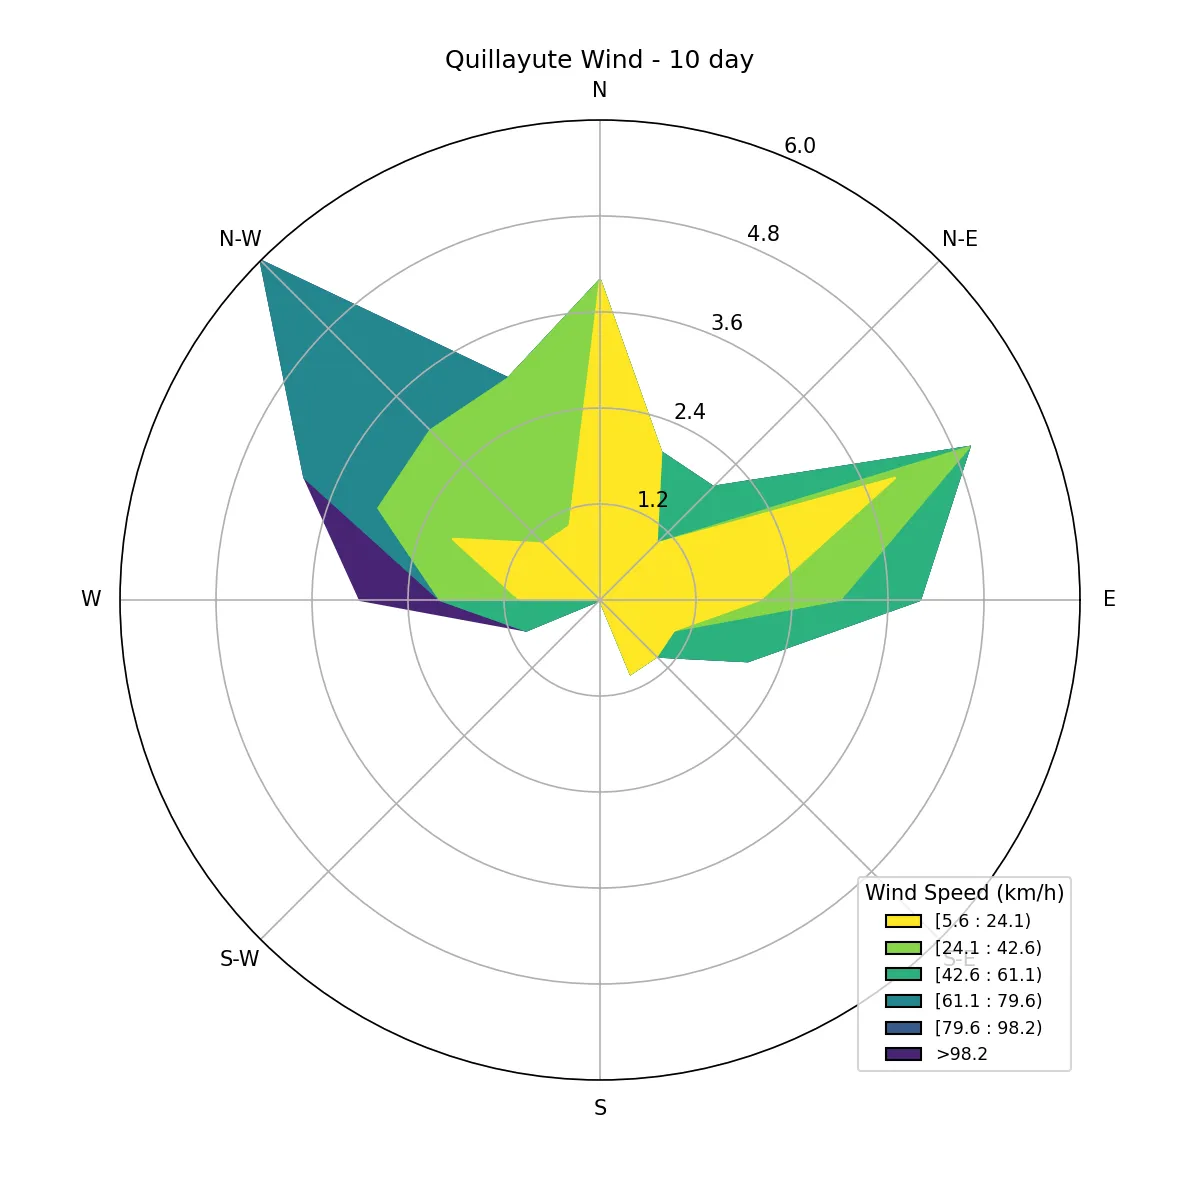 Quillayute Wind - 10 day
N
6.0
4.8
N-W
N-E
3.6
2.4
1.2
W
E
Wind Speed (km/h)
[5.6 : 24.1)
[24.1 : 42.6)
S-W
S-E
[42.6 : 61.1)
[61.1 : 79.6)
[79.6 : 98.2)
>98.2
S